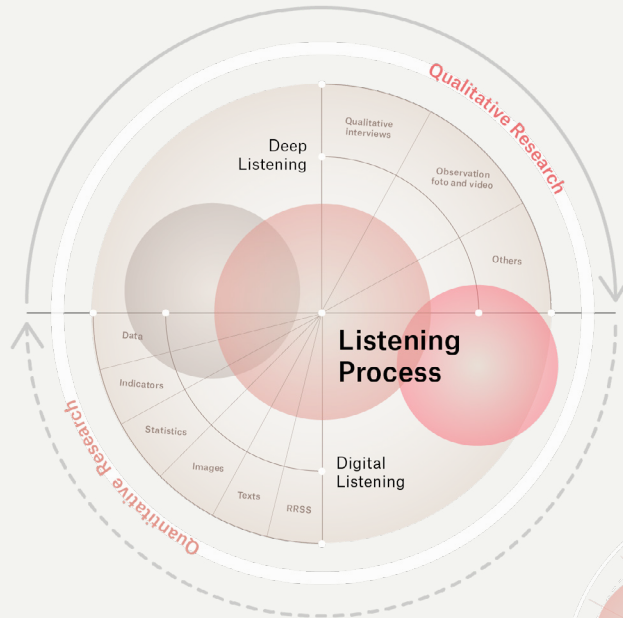 Qualitative Research
Qualitative
interviews
Deep
Listening
Observation
foto and video
Others
Listening
Process
Data
Indicators
Statistics
Images
Texts
RRSS
Digital
Listening
Quantitative Research